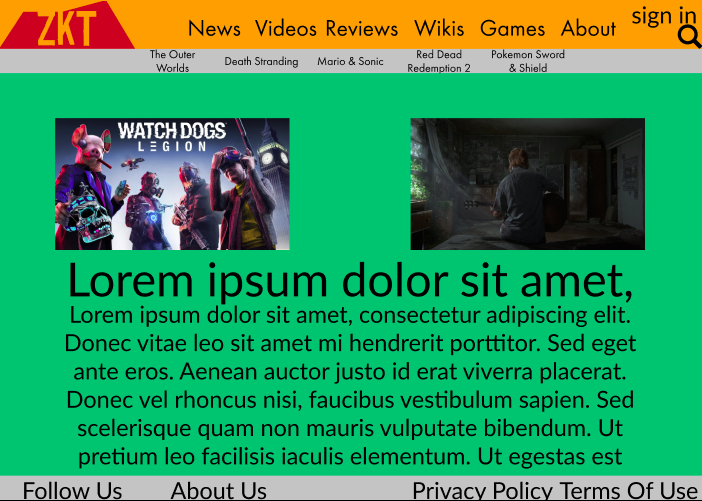 ZKT
News Videos Reviews Wikis Games About
sign in
The Outer
Worlds
Death Stranding
Mario & Sonic
Red Dead
Redemption 2
Pokemon Sword
& Shield
WATCH DOGS
LEGION
Lorem ipsum dolor sit amet,
Lorem ipsum dolor sit amet, consectetur adipiscing elit.
Donec vitae leo sit amet mi hendrerit porttitor. Sed eget
ante eros. Aenean auctor justo id erat viverra placerat.
Donec vel rhoncus nisi, faucibus vestibulum sapien. Sed
scelerisque quam non mauris vulputate bibendum. Ut
pretium leo facilisis iaculis elementum. Ut egestas est
Follow Us About Us Privacy Policy Terms Of Use